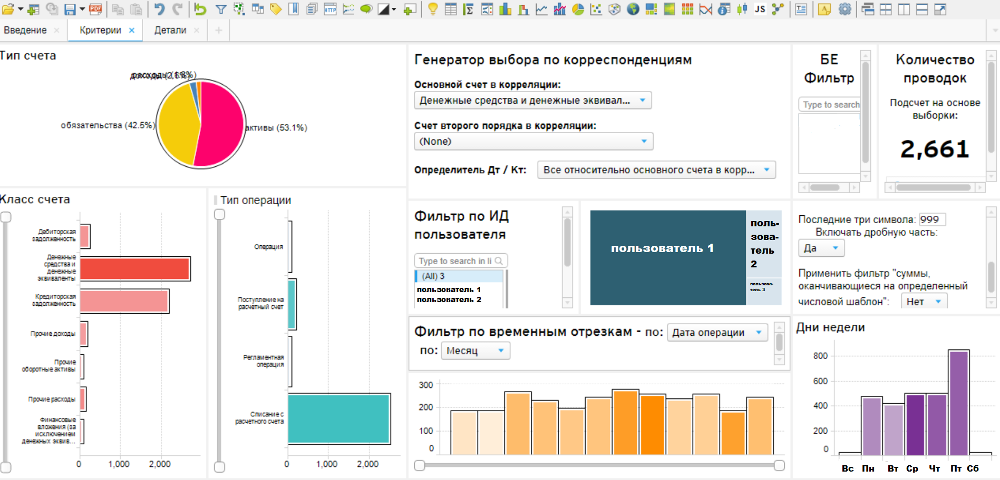 PDF
HTTP
JS
Введение
Критерии
Детали
Тип счета
обязательства (42.5%)
активы (53.1%)
Генератор выбора по корреспонденциям
Основной счет в корреляции:
Денежные средства и денежные эквивал...
Счет второго порядка в корреляции:
(None)
Определитель Дт / Кт:
Все относительно основного счета в корр...
БЕ
Фильтр
Type to search
Количество
проводок
Подсчет на основе
выборки:
2,661
Класс счета
Дебиторская
задолженность
Денежные
средства и
денежные
эквиваленты
Кредиторская
задолженность
Прочие доходы
Прочие
оборотные активы
Прочие расходы
Финансовые
вложения (за
исключением
денежных эквив...
0 1,000 2,000
Тип операции
Операция
Поступление на
расчетный счет
Регламентная
операция
Списание с
расчетного счета
0 1,000 2,000
Фильтр по ИД
пользователя
Type to search in li
(All) 3
пользователь 1
пользователь 2
пользователь 1
поль-
зова-
тель
2
пользова-
тель 3
Последние три символа: 999
Включать дробную часть:
Да
Применить фильтр "суммы,
оканчивающиеся на определенный
числовой шаблон": Нет
Фильтр по временным отрезкам - по: Дата операции
по: Месяц
300
200
100
0
Дни недели
800
600
400
200
0
Вс Пн Вт Ср Чт Пт Сб